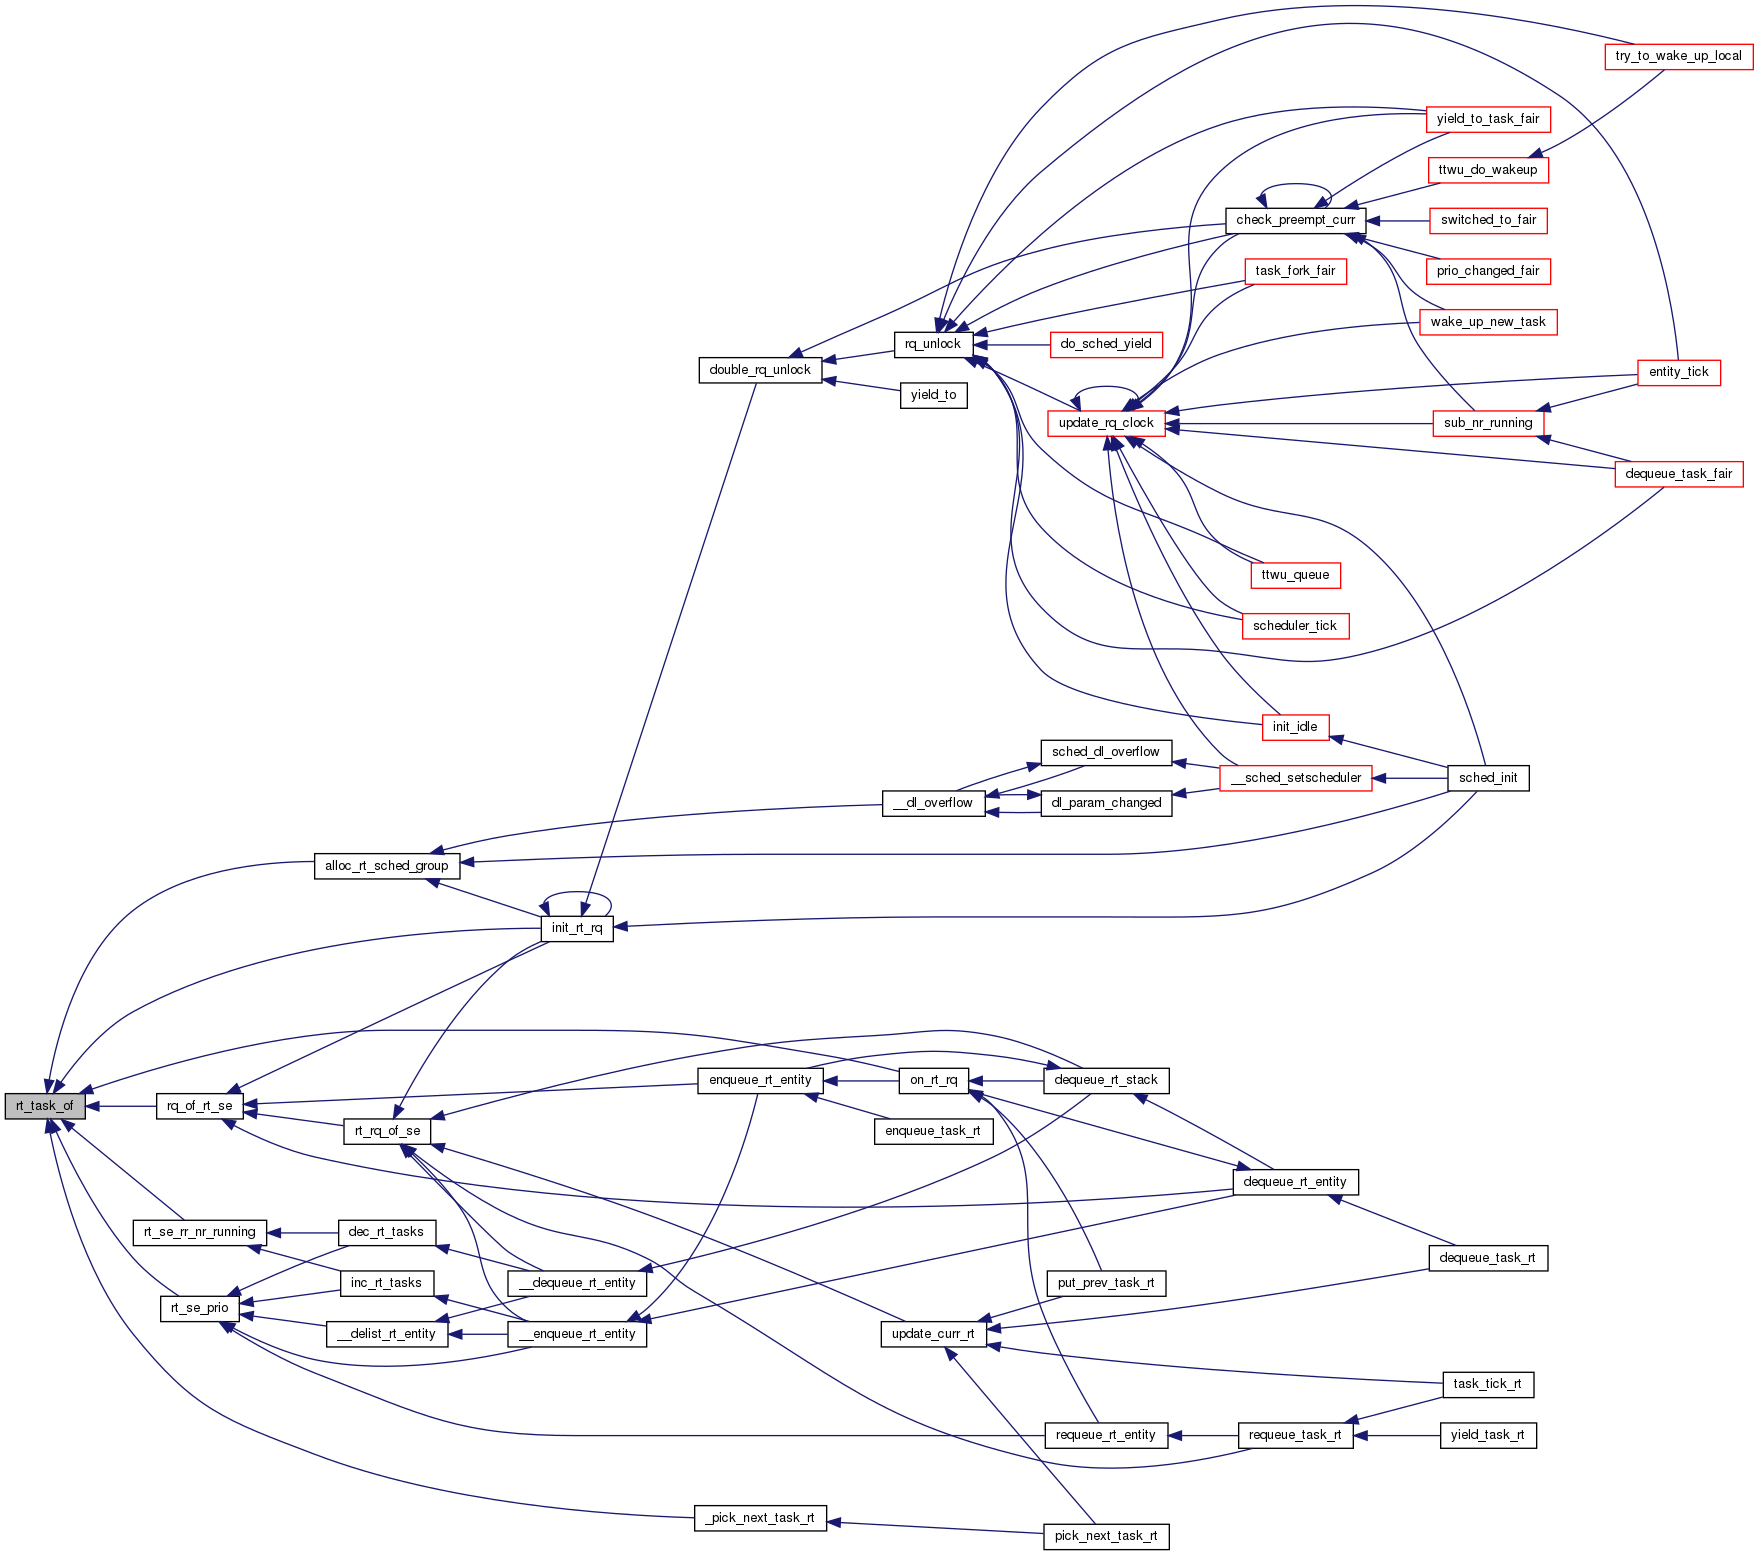 try_to_wake_up_local
yield_to_task_fair
ttwu_do_wakeup
check_preempt_curr
switched_to_fair
task_fork_fair
prio_changed_fair
wake_up_new_task
rq_unlock
do_sched_yield
double_rq_unlock
entity_tick
yield_to
update_rq_clock
sub_nr_running
dequeue_task_fair
ttwu_queue
scheduler_tick
init_idle
sched_dl_overflow
__sched_setscheduler
sched_init
__dl_overflow
dl_param_changed
alloc_rt_sched_group
init_rt_rq
enqueue_rt_entity
on_rt_rq
dequeue_rt_stack
rt_task_of
rq_of_rt_se
rt_rq_of_se
enqueue_task_rt
dequeue_rt_entity
rt_se_rr_nr_running
dec_rt_tasks
dequeue_task_rt
inc_rt_tasks
__dequeue_rt_entity
put_prev_task_rt
rt_se_prio
__delist_rt_entity
__enqueue_rt_entity
update_curr_rt
task_tick_rt
requeue_rt_entity
requeue_task_rt
yield_task_rt
_pick_next_task_rt
pick_next_task_rt